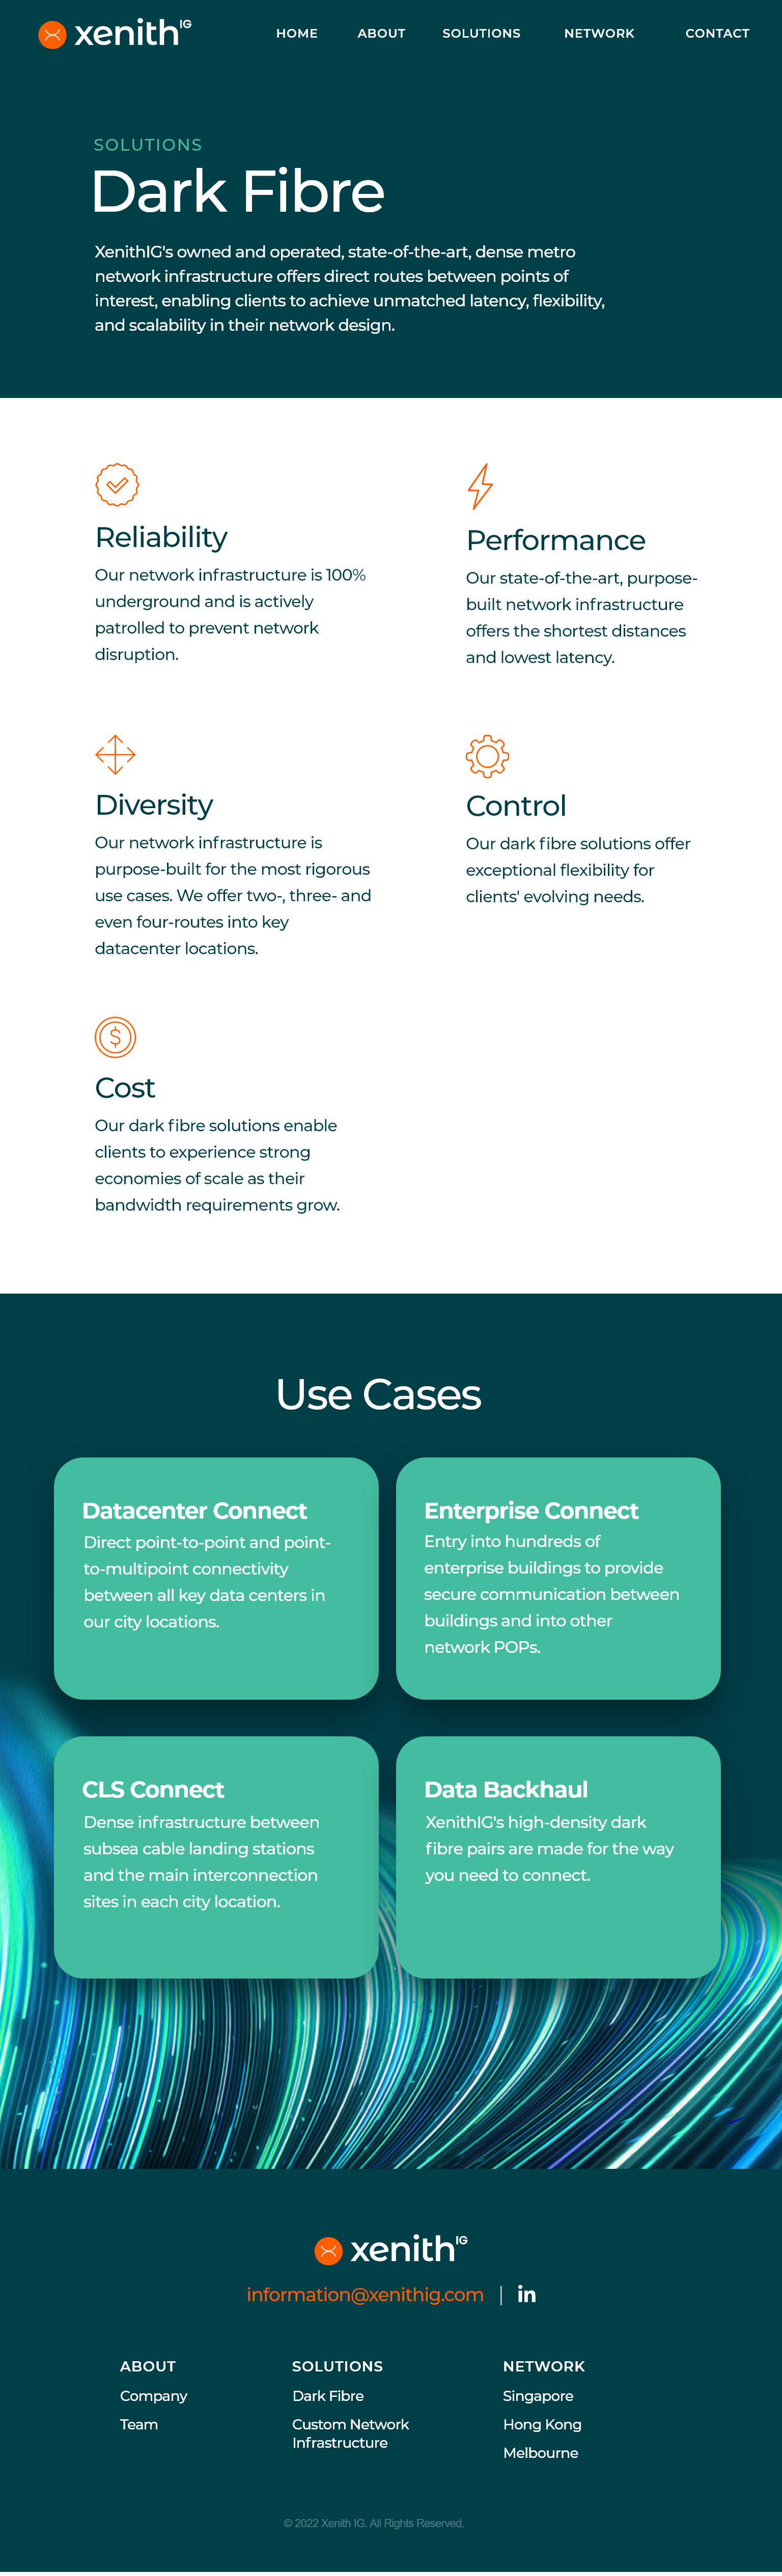 xenith IG
HOME ABOUT SOLUTIONS NETWORK CONTACT
SOLUTIONS
Dark Fibre
XenithIG's owned and operated, state-of-the-art, dense metro
network infrastructure offers direct routes between points of
interest, enabling clients to achieve unmatched latency, flexibility,
and scalability in their network design.
Reliability
Our network infrastructure is 100%
underground and is actively
patrolled to prevent network
disruption.
Performance
Our state-of-the-art, purpose-
built network infrastructure
offers the shortest distances
and lowest latency.
Diversity
Our network infrastructure is
purpose-built for the most rigorous
use cases. We offer two-, three- and
even four-routes into key
datacenter locations.
Control
Our dark fibre solutions offer
exceptional flexibility for
clients' evolving needs.
$
Cost
Our dark fibre solutions enable
clients to experience strong
economies of scale as their
bandwidth requirements grow.
Use Cases
Datacenter Connect
Direct point-to-point and point-
to-multipoint connectivity
between all key data centers in
our city locations.
Enterprise Connect
Entry into hundreds of
enterprise buildings to provide
secure communication between
buildings and into other
network POPs.
CLS Connect
Dense infrastructure between
subsea cable landing stations
and the main interconnection
sites in each city location.
Data Backhaul
XenithIG's high-density dark
fibre pairs are made for the way
you need to connect.
xenith IG
information@xenithig.com | in
ABOUT
Company
Team
SOLUTIONS
Dark Fibre
Custom Network
Infrastructure
NETWORK
Singapore
Hong Kong
Melbourne
© 2022 Xenith IG. All Rights Reserved.